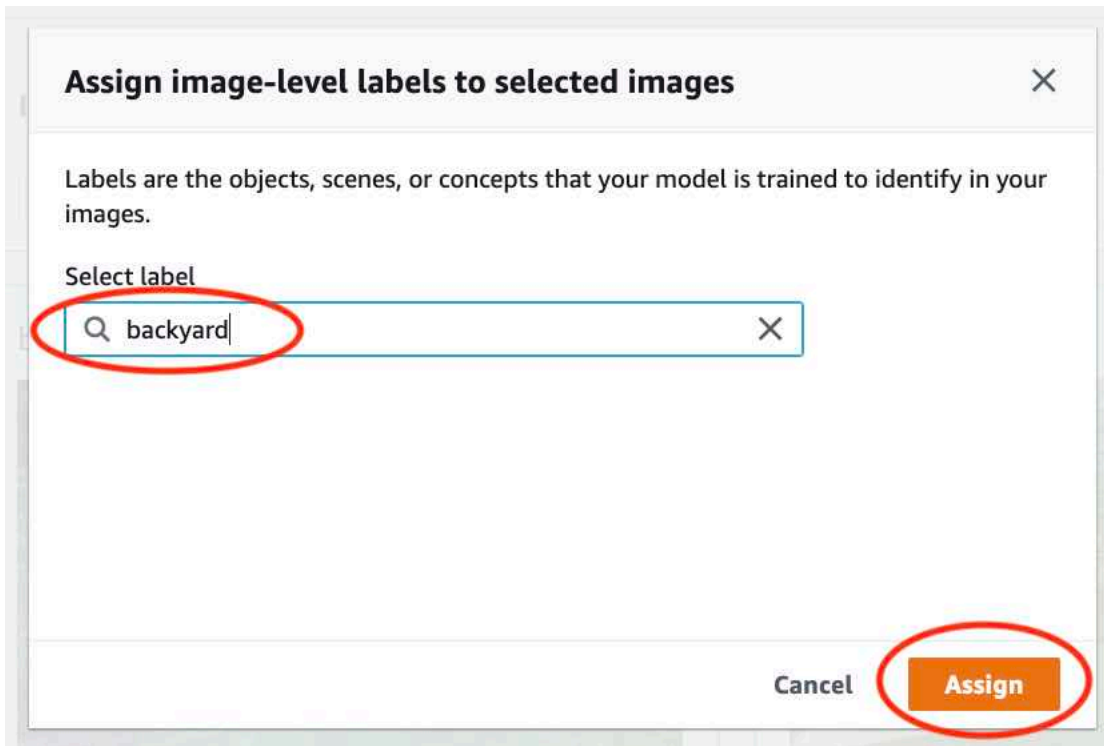 Assign image-level labels to selected images
Labels are the objects, scenes, or concepts that your model is trained to identify in your
images.
Select label
backyard
Cancel
Assign